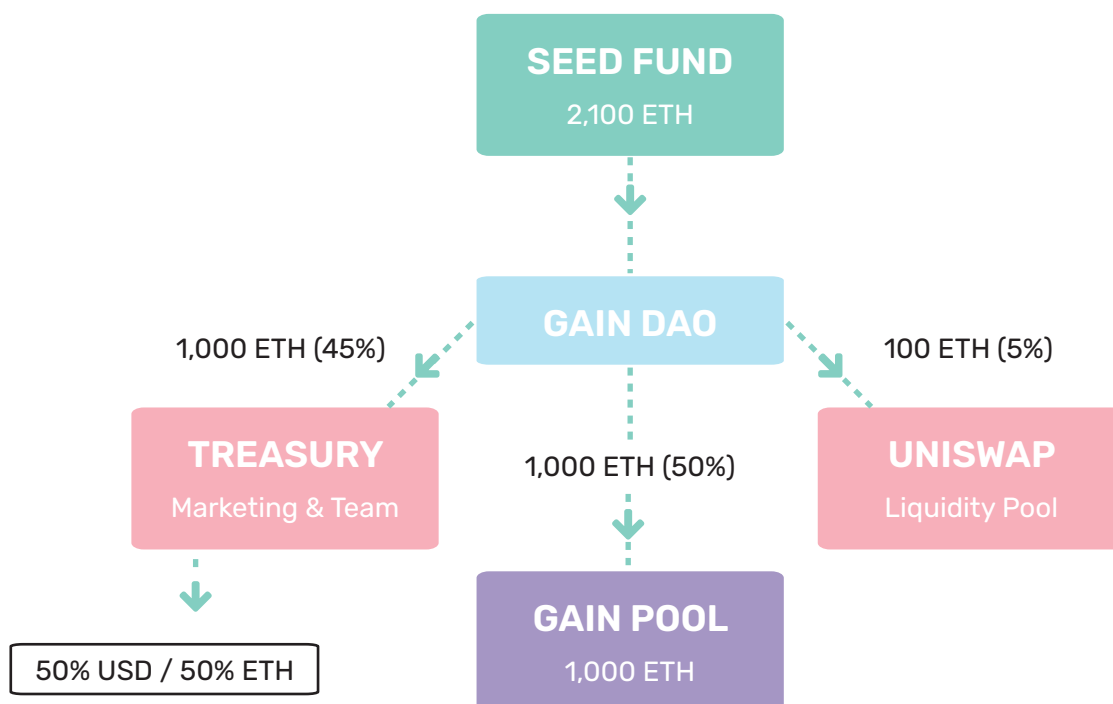 SEED FUND
2,100 ETH
GAIN DAO
1,000 ETH (45%)
100 ETH (5%)
TREASURY
Marketing & Team
1,000 ETH (50%)
UNISWAP
Liquidity Pool
GAIN POOL
1,000 ETH
50% USD / 50% ETH